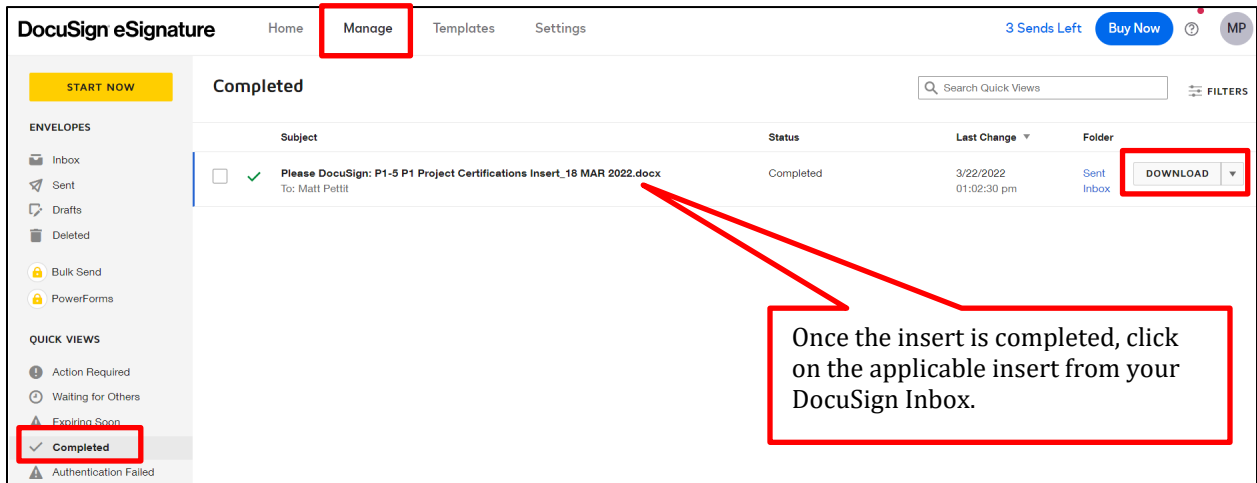 DocuSign eSignature Home Manage Templates Settings 3 Sends Left Buy Now ? MP
START NOW
Completed
Search Quick Views
FILTERS
ENVELOPES
Subject Status Last Change ▼ Folder
Inbox
Sent
Drafts
Deleted
Please DocuSign: P1-5 P1 Project Certifications Insert_18 MAR 2022.docx Completed 3/22/2022 Sent DOWNLOAD ▼
To: Matt Pettit 01:02:30 pm Inbox
Bulk Send
PowerForms
QUICK VIEWS
Action Required
Waiting for Others
Expiring Soon
Completed
Authentication Failed
Once the insert is completed, click
on the applicable insert from your
DocuSign Inbox.